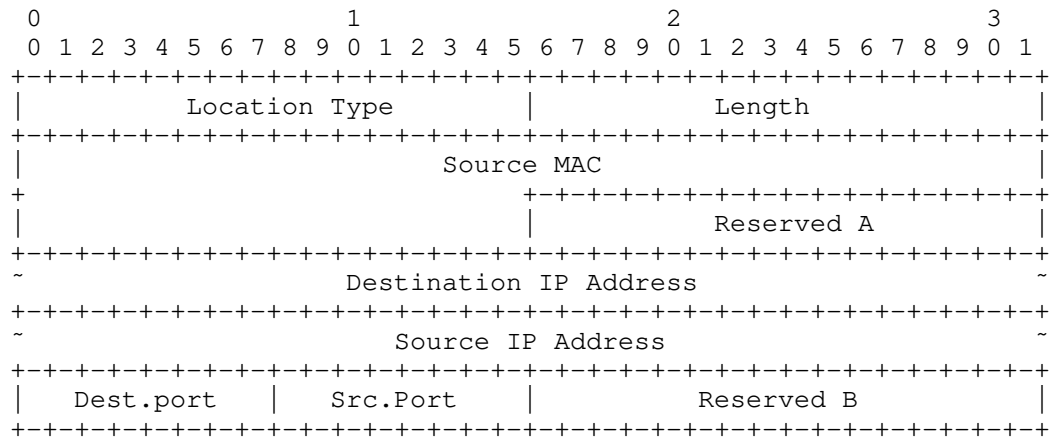 0                   1                   2                   3
0 1 2 3 4 5 6 7 8 9 0 1 2 3 4 5 6 7 8 9 0 1 2 3 4 5 6 7 8 9 0 1
+-+-+-+-+-+-+-+-+-+-+-+-+-+-+-+-+-+-+-+-+-+-+-+-+-+-+-+-+-+-+-+-+
| Location Type | Length |
+-+-+-+-+-+-+-+-+-+-+-+-+-+-+-+-+-+-+-+-+-+-+-+-+-+-+-+-+-+-+-+-+
| Source MAC |
+ +-+-+-+-+-+-+-+-+-+-+-+-+-+-+-+-+
| | Reserved A |
+-+-+-+-+-+-+-+-+-+-+-+-+-+-+-+-+-+-+-+-+-+-+-+-+-+-+-+-+-+-+-+-+
~ Destination IP Address ~
+-+-+-+-+-+-+-+-+-+-+-+-+-+-+-+-+-+-+-+-+-+-+-+-+-+-+-+-+-+-+-+-+
~ Source IP Address ~
+-+-+-+-+-+-+-+-+-+-+-+-+-+-+-+-+-+-+-+-+-+-+-+-+-+-+-+-+-+-+-+-+
| Dest.port | Src.Port | Reserved B |
+-+-+-+-+-+-+-+-+-+-+-+-+-+-+-+-+-+-+-+-+-+-+-+-+-+-+-+-+-+-+-+-+